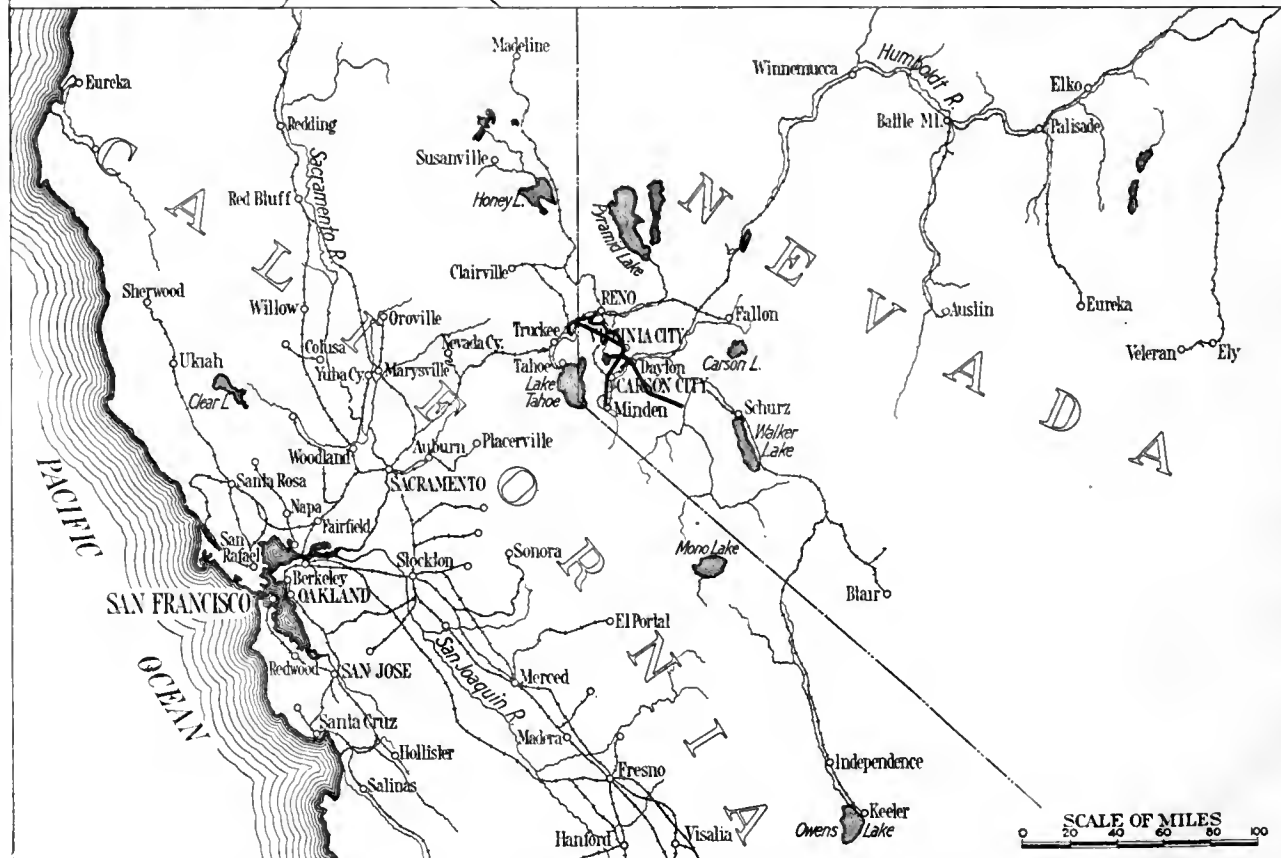 Madeline
Eureka
Winnemucca
Humboldt R.
Elko
Redding
Battle Mt.
Palisade
Sacramento R.
Susanville
Red Bluff
Honey L.
Pyramid Lake
CALIFORNIA
NEVADA
Clairville
Sherwood
Willow
Oroville
RENO
Fallon
Austin
Eureka
Truckee
Nevada Cy.
INIA CITY
Colusa
Ukiah
Yuba Cy.
Marysville
Tahoe
Dayton
Carson L.
Veteran
Ely
Lake
Tahoe
CARSON CITY
Clear L.
Minden
Schurz
Walker
Lake
Auburn
Placerville
Woodland
PACIFIC
OCEAN
Santa Rosa
SACRAMENTO
Napa
Fairfield
San
Rafael
Stockton
Sonora
Mono Lake
Berkeley
OAKLAND
SAN FRANCISCO
Blair
El Portal
Redwood
SAN JOSE
San Joaquin R.
Merced
Santa Cruz
Madera
Hollister
Independence
Fresno
Salinas
Keeler
Owens Lake
Hanford
Visalia
SCALE OF MILES
0 20 40 60 80 100